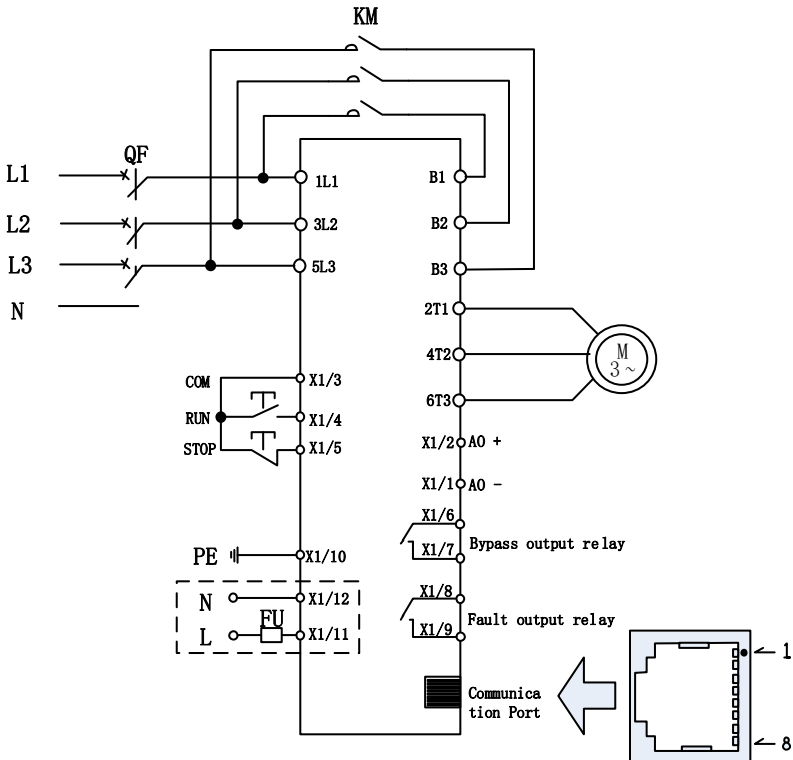 KM
QF
L1
1L1
B1
L2
3L2
B2
L3
5L3
B3
N
2T1
4T2
M
3~
6T3
COM
X1/3
RUN
X1/4
STOP
X1/5
X1/2 AO +
X1/1 AO -
X1/6
Bypass output relay
X1/7
PE
X1/10
N
X1/12
X1/8
Fault output relay
FU
L
X1/11
X1/9
Communica
tion Port
1
8